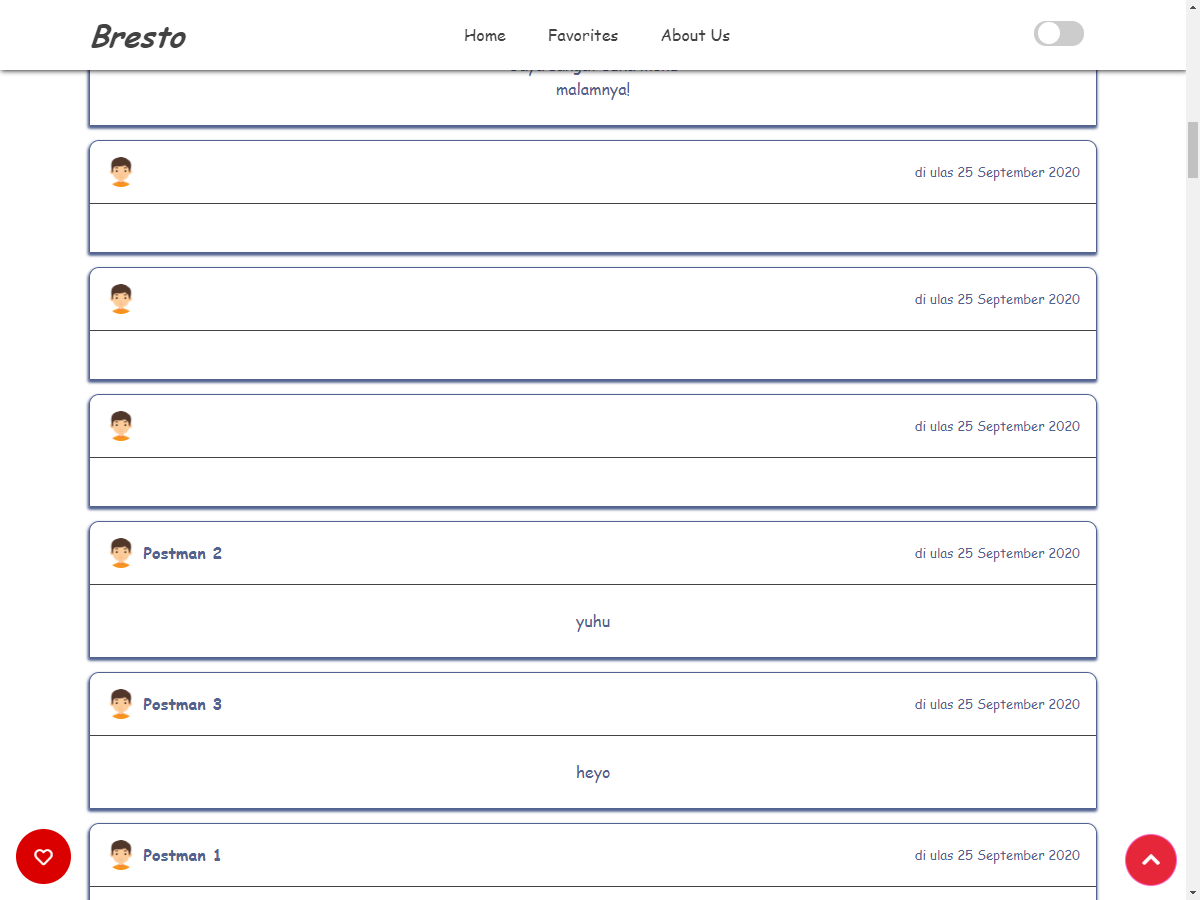 Bresto
Home
Favorites
About Us
malamnya!
di ulas 25 September 2020
di ulas 25 September 2020
di ulas 25 September 2020
Postman 2
di ulas 25 September 2020
yuhu
Postman 3
di ulas 25 September 2020
heyo
Postman 1
di ulas 25 September 2020